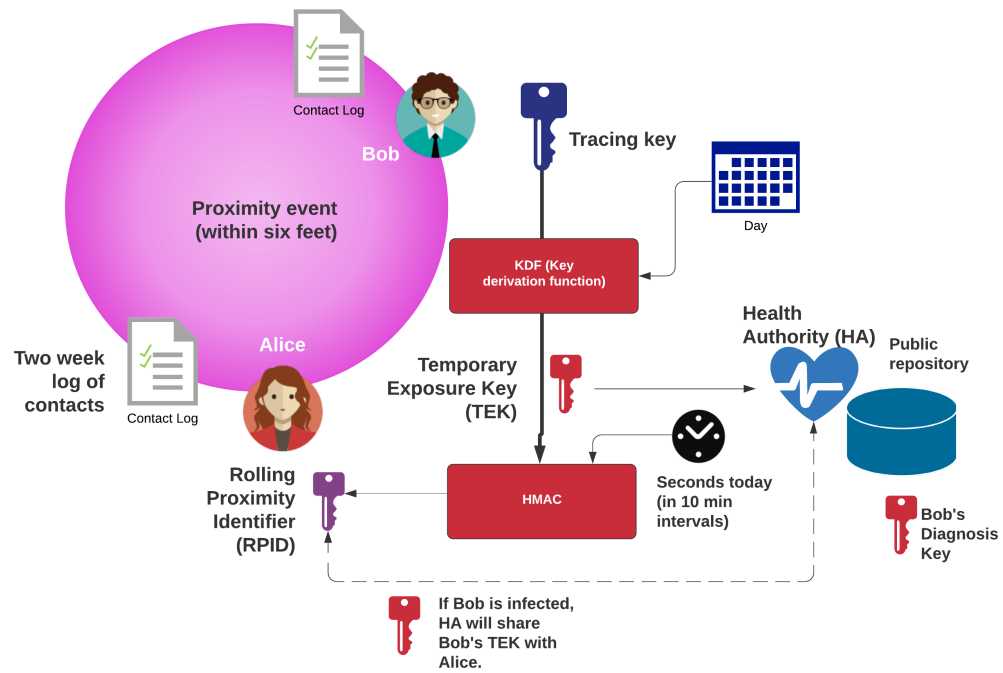 Contact Log
Bob
Tracing key
Day
Proximity event
(within six feet)
KDF (Key
derivation function)
Health
Authority (HA)
Public
repository
Alice
Two week
log of
contacts
Contact Log
Temporary
Exposure Key
(TEK)
Rolling
Proximity
Identifier
(RPID)
HMAC
Seconds today
(in 10 min
intervals)
Bob's
Diagnosis
Key
If Bob is infected,
HA will share
Bob's TEK with
Alice.